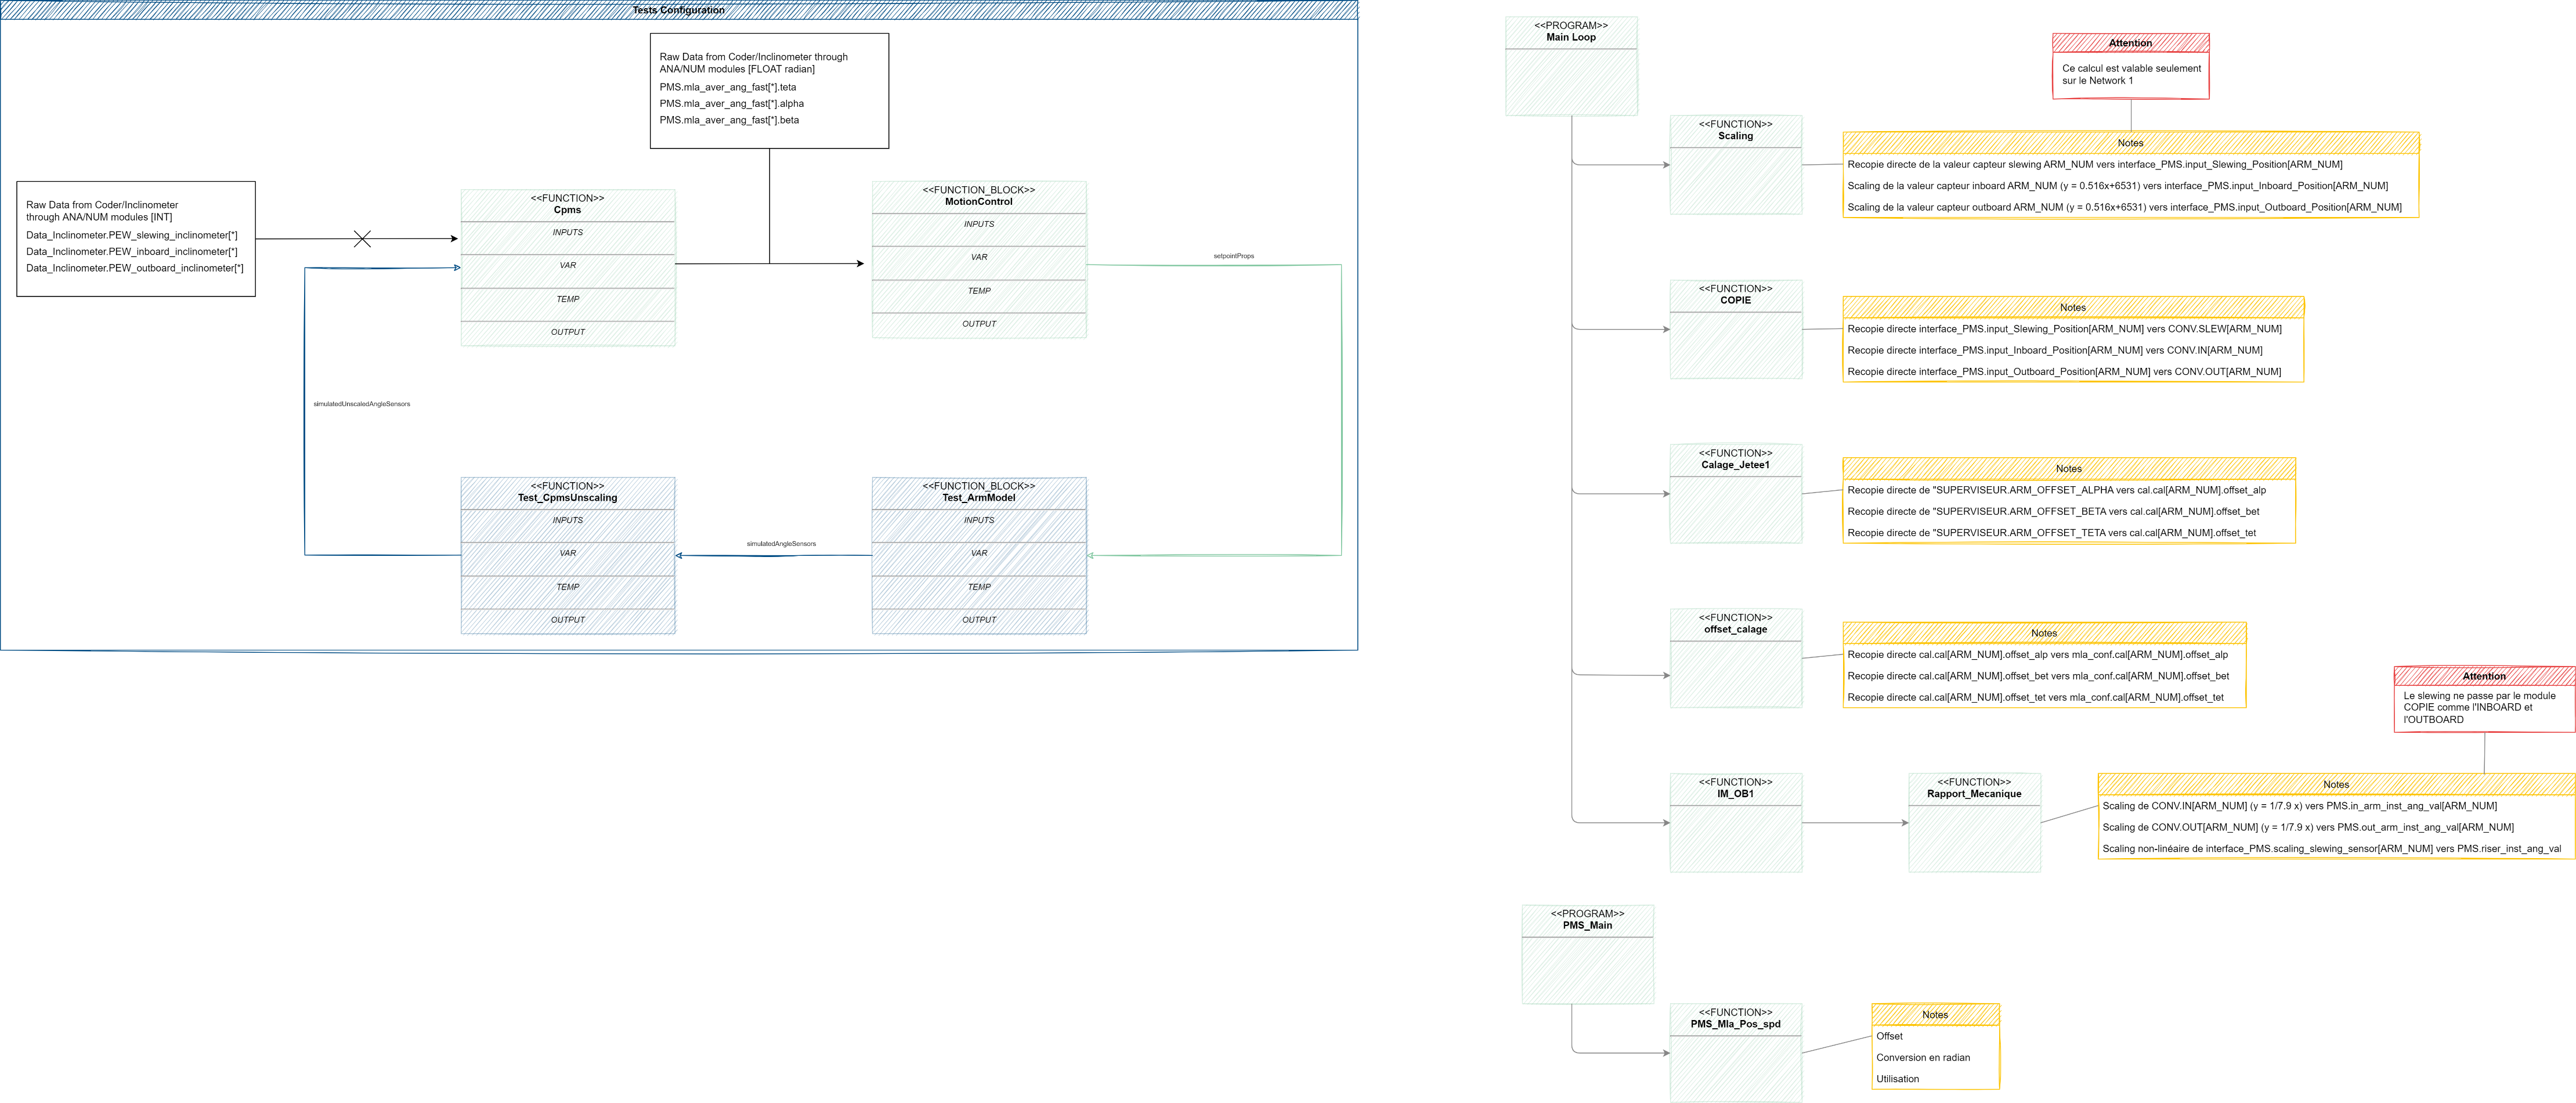 Tests Configuration
Raw Data from Coder/Inclinometer through
ANA/NUM modules [FLOAT radian]
PMS.mla_aver_ang_fast[*].teta
PMS.mla_aver_ang_fast[*].alpha
PMS.mla_aver_ang_fast[*].beta
Raw Data from Coder/Inclinometer
through ANA/NUM modules [INT]
Data_Inclinometer.PEW_slewing_inclinometer[*]
Data_Inclinometer.PEW_inboard_inclinometer[*]
Data_Inclinometer.PEW_outboard_inclinometer[*]
<<FUNCTION>>
Cpms
INPUTS
VAR
TEMP
OUTPUT
<<FUNCTION_BLOCK>>
MotionControl
INPUTS
VAR
TEMP
OUTPUT
setpointProps
simulatedUnscaledAngleSensors
<<FUNCTION>>
Test_CpmsUnscaling
INPUTS
VAR
TEMP
OUTPUT
simulatedAngleSensors
<<FUNCTION_BLOCK>>
Test_ArmModel
INPUTS
VAR
TEMP
OUTPUT
<<PROGRAM>>
Main Loop
Attention
Ce calcul est valable seulement
sur le Network 1
<<FUNCTION>>
Scaling
Notes
Recopie directe de la valeur capteur slewing ARM_NUM vers interface_PMS.input_Slewing_Position[ARM_NUM]
Scaling de la valeur capteur inboard ARM_NUM (y = 0.516x+6531) vers interface_PMS.input_Inboard_Position[ARM_NUM]
Scaling de la valeur capteur outboard ARM_NUM (y = 0.516x+6531) vers interface_PMS.input_Outboard_Position[ARM_NUM]
<<FUNCTION>>
COPIE
Notes
Recopie directe interface_PMS.input_Slewing_Position[ARM_NUM] vers CONV.SLEW[ARM_NUM]
Recopie directe interface_PMS.input_Inboard_Position[ARM_NUM] vers CONV.IN[ARM_NUM]
Recopie directe interface_PMS.input_Outboard_Position[ARM_NUM] vers CONV.OUT[ARM_NUM]
<<FUNCTION>>
Calage_Jetee1
Notes
Recopie directe de "SUPERVISEUR.ARM_OFFSET_ALPHA vers cal.cal[ARM_NUM].offset_alp
Recopie directe de "SUPERVISEUR.ARM_OFFSET_BETA vers cal.cal[ARM_NUM].offset_bet
Recopie directe de "SUPERVISEUR.ARM_OFFSET_TETA vers cal.cal[ARM_NUM].offset_tet
<<FUNCTION>>
offset_calage
Notes
Recopie directe cal.cal[ARM_NUM].offset_alp vers mla_conf.cal[ARM_NUM].offset_alp
Recopie directe cal.cal[ARM_NUM].offset_bet vers mla_conf.cal[ARM_NUM].offset_bet
Recopie directe cal.cal[ARM_NUM].offset_tet vers mla_conf.cal[ARM_NUM].offset_tet
Attention
Le slewing ne passe par le module
COPIE comme l'INBOARD et
l'OUTBOARD
<<FUNCTION>>
IM_OB1
<<FUNCTION>>
Rapport_Mecanique
Notes
Scaling de CONV.IN[ARM_NUM] (y = 1/7.9 x) vers PMS.in_arm_inst_ang_val[ARM_NUM]
Scaling de CONV.OUT[ARM_NUM] (y = 1/7.9 x) vers PMS.out_arm_inst_ang_val[ARM_NUM]
Scaling non-linéaire de interface_PMS.scaling_slewing_sensor[ARM_NUM] vers PMS.riser_inst_ang_val
<<PROGRAM>>
PMS_Main
<<FUNCTION>>
PMS_Mla_Pos_spd
Notes
Offset
Conversion en radian
Utilisation